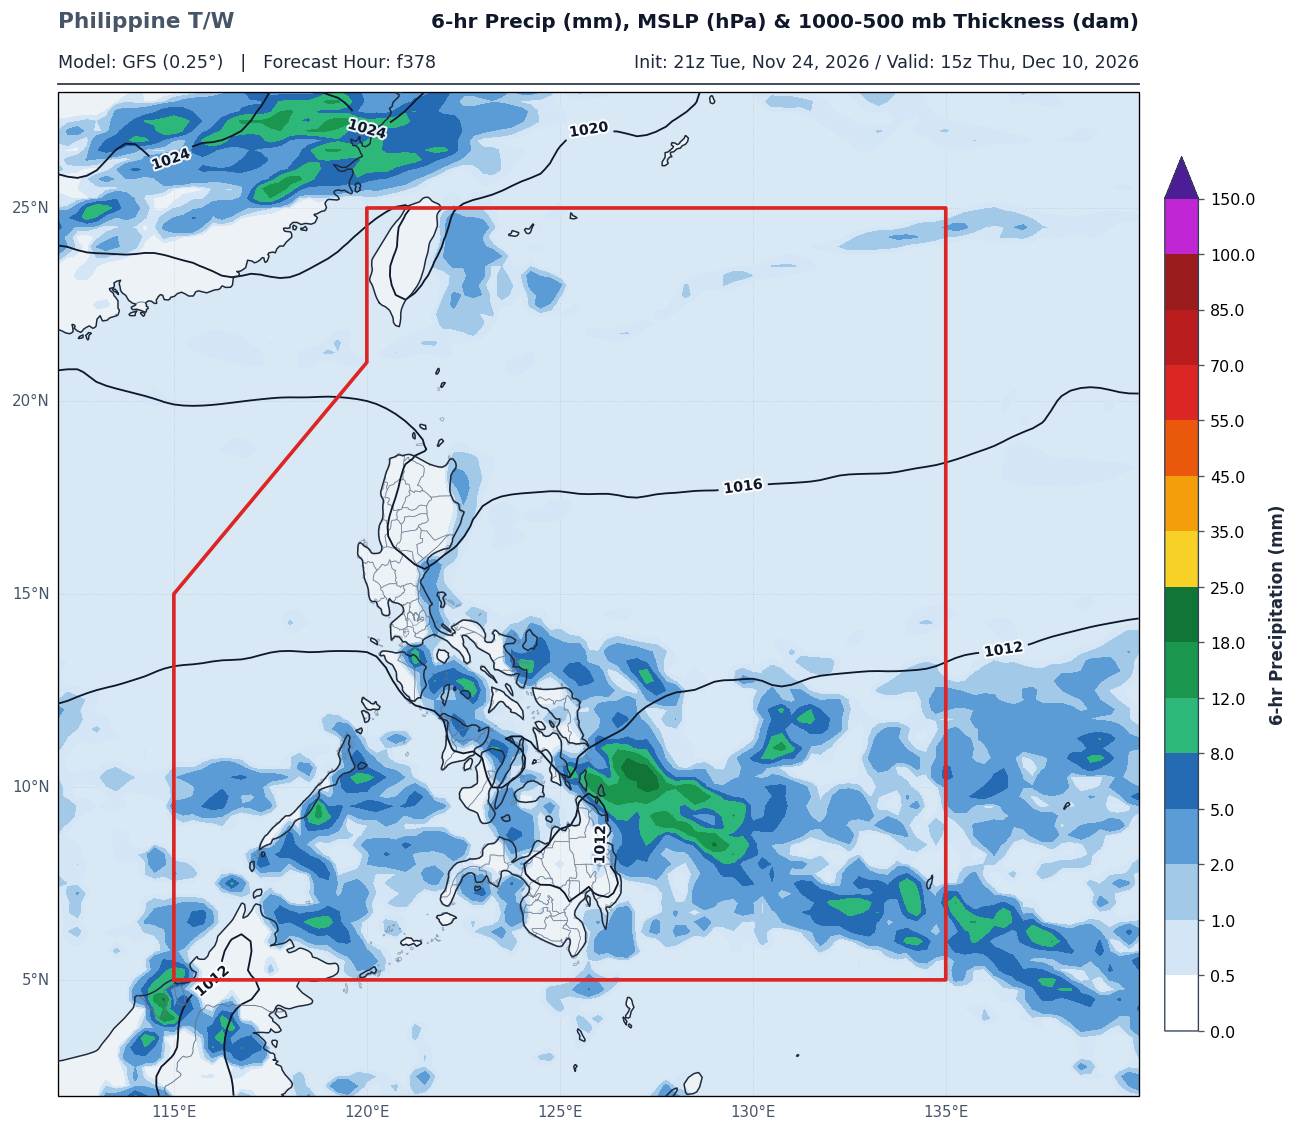 Philippine T/W
6-hr Precip (mm), MSLP (hPa) & 1000-500 mb Thickness (dam)
Model: GFS (0.25°) | Forecast Hour: f378
Init: 21z Tue, Nov 24, 2026 / Valid: 15z Thu, Dec 10, 2026
1024
1024
1020
1016
1012
1012
1012
25°N
20°N
15°N
10°N
5°N
115°E
120°E
125°E
130°E
135°E
150.0
100.0
85.0
70.0
55.0
45.0
35.0
25.0
18.0
12.0
8.0
5.0
2.0
1.0
0.5
0.0
6-hr Precipitation (mm)